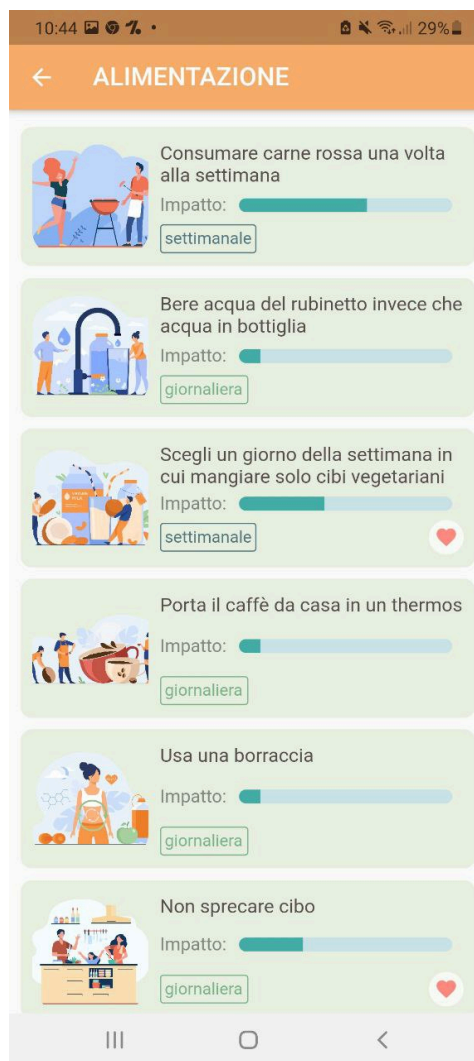 10:44
29%
ALIMENTAZIONE
Consumare carne rossa una volta
alla settimana
Impatto:
settimanale
Bere acqua del rubinetto invece che
acqua in bottiglia
Impatto:
giornaliera
Scegli un giorno della settimana in
cui mangiare solo cibi vegetariani
Impatto:
settimanale
Porta il caffè da casa in un thermos
Impatto:
giornaliera
Usa una borraccia
Impatto:
giornaliera
Non sprecare cibo
Impatto:
giornaliera